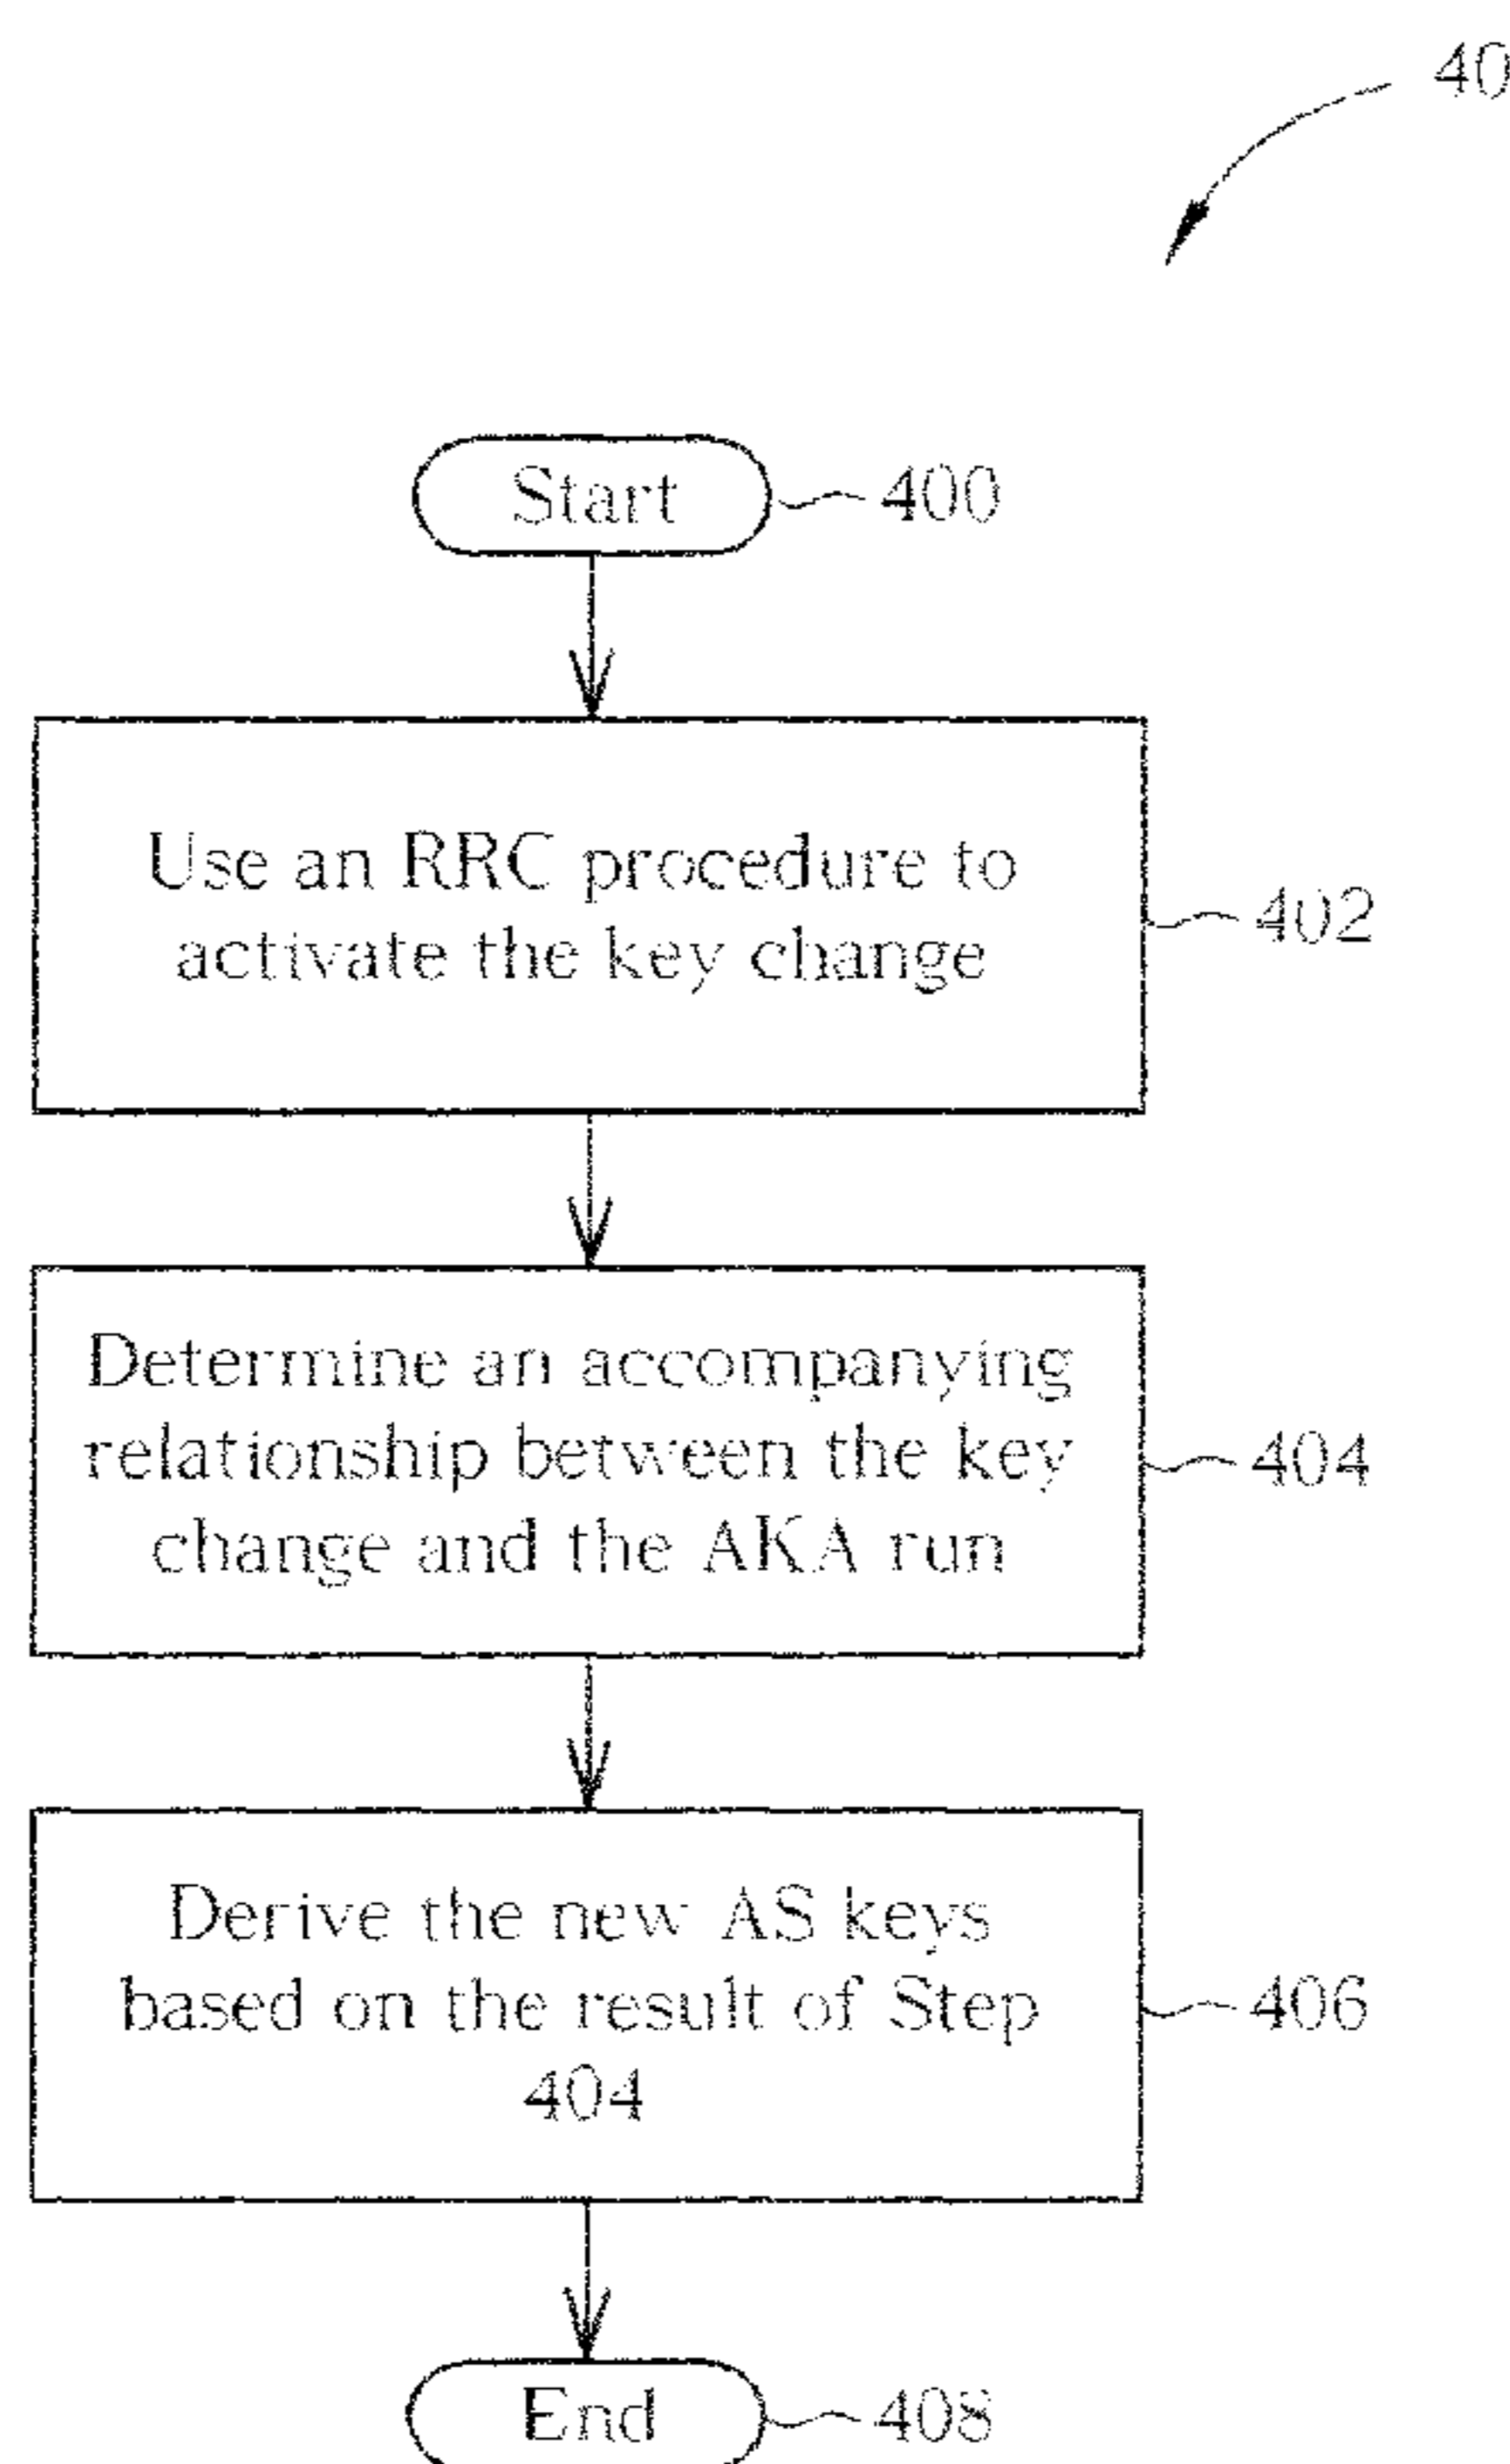 40
Start
400
Use an RRC procedure to
activate the key change
402
Determine an accompanying
relationship between the key
change and the AKA run
404
Derive the new AS keys
based on the result of Step
404
406
End
408